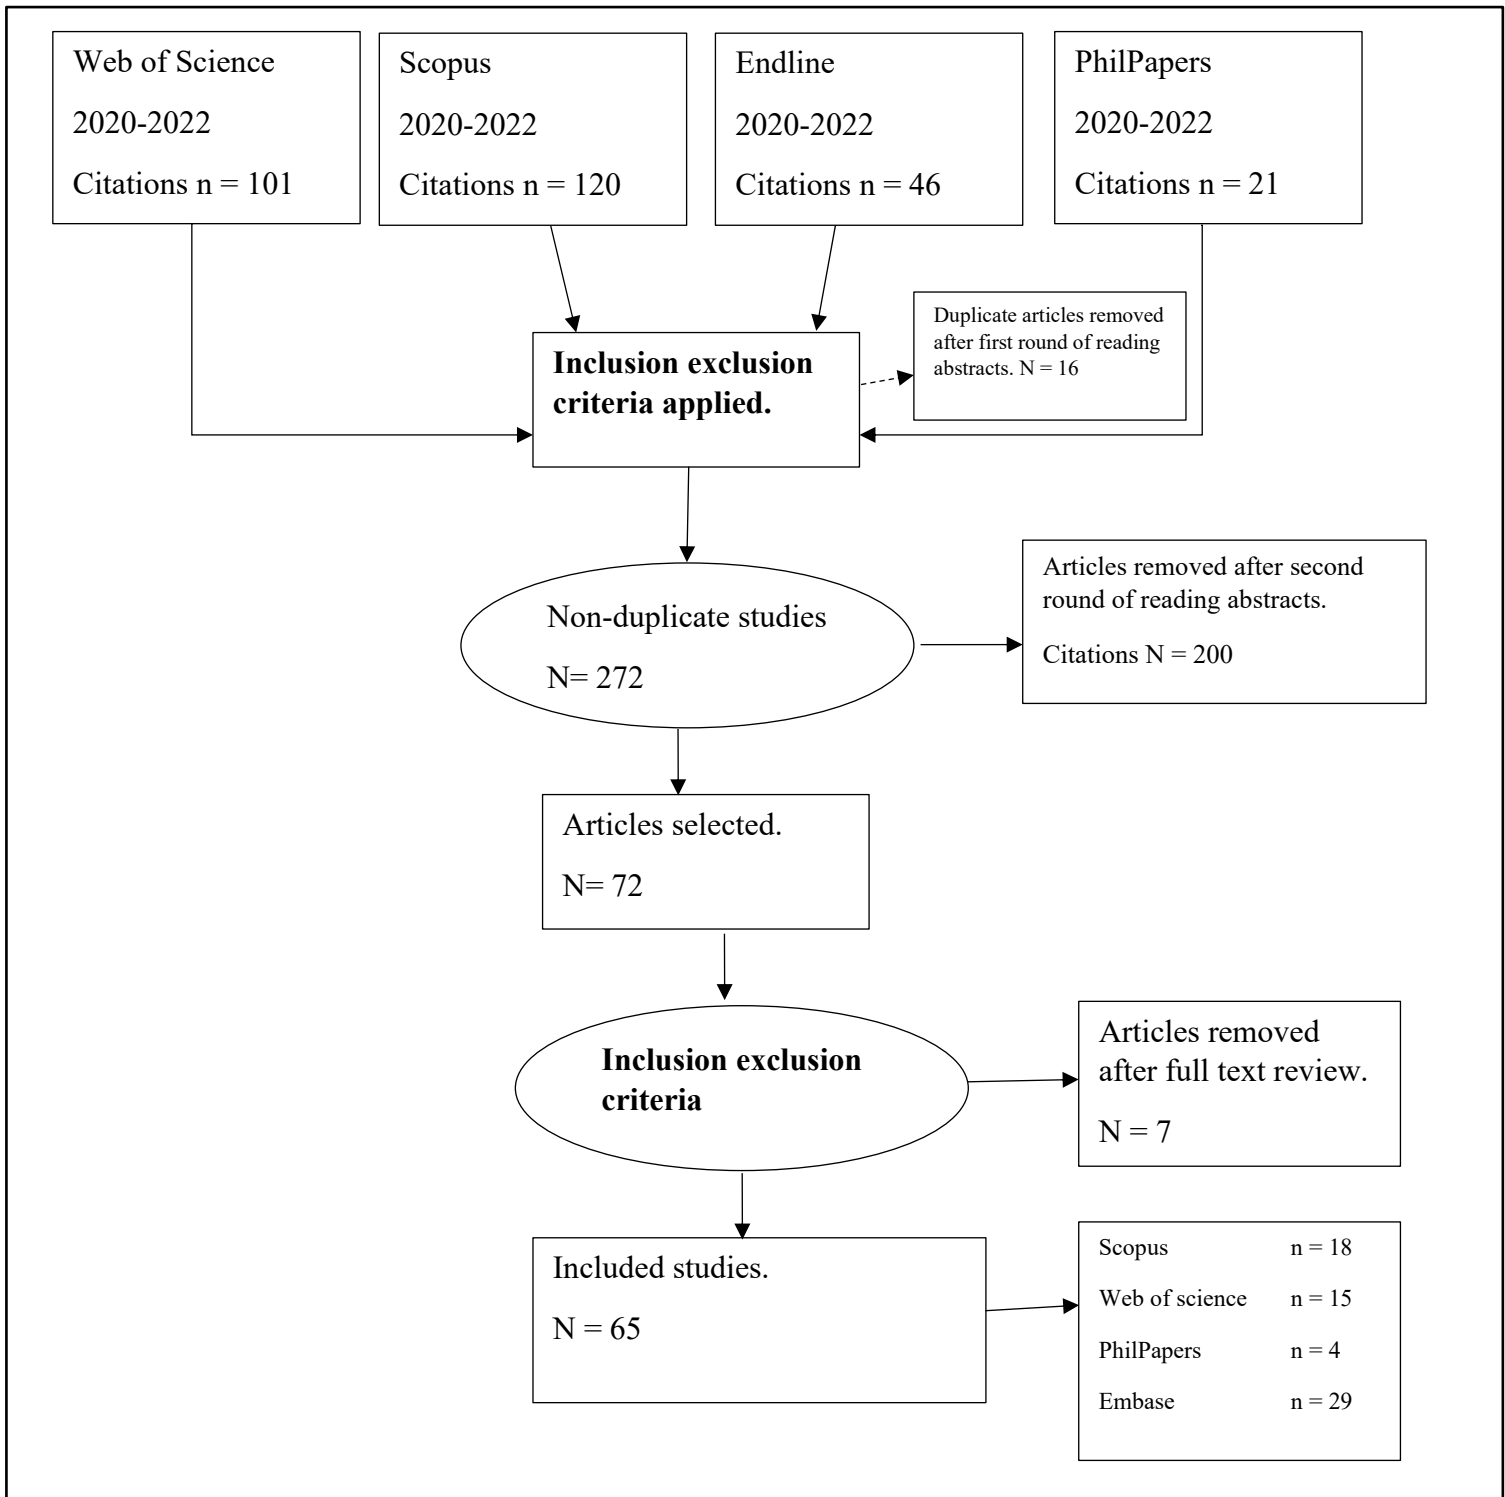 Web of Science
2020-2022
Citations n = 101
Scopus
2020-2022
Citations n = 120
Endline
2020-2022
Citations n = 46
PhilPapers
2020-2022
Citations n = 21
Duplicate articles removed
after first round of reading
abstracts. N = 16
Inclusion exclusion
criteria applied.
Non-duplicate studies
N= 272
Articles removed after second
round of reading abstracts.
Citations N = 200
Articles selected.
N= 72
Inclusion exclusion
criteria
Articles removed
after full text review.
N = 7
Included studies.
N = 65
Scopus n = 18
Web of science n = 15
PhilPapers n = 4
Embase n = 29